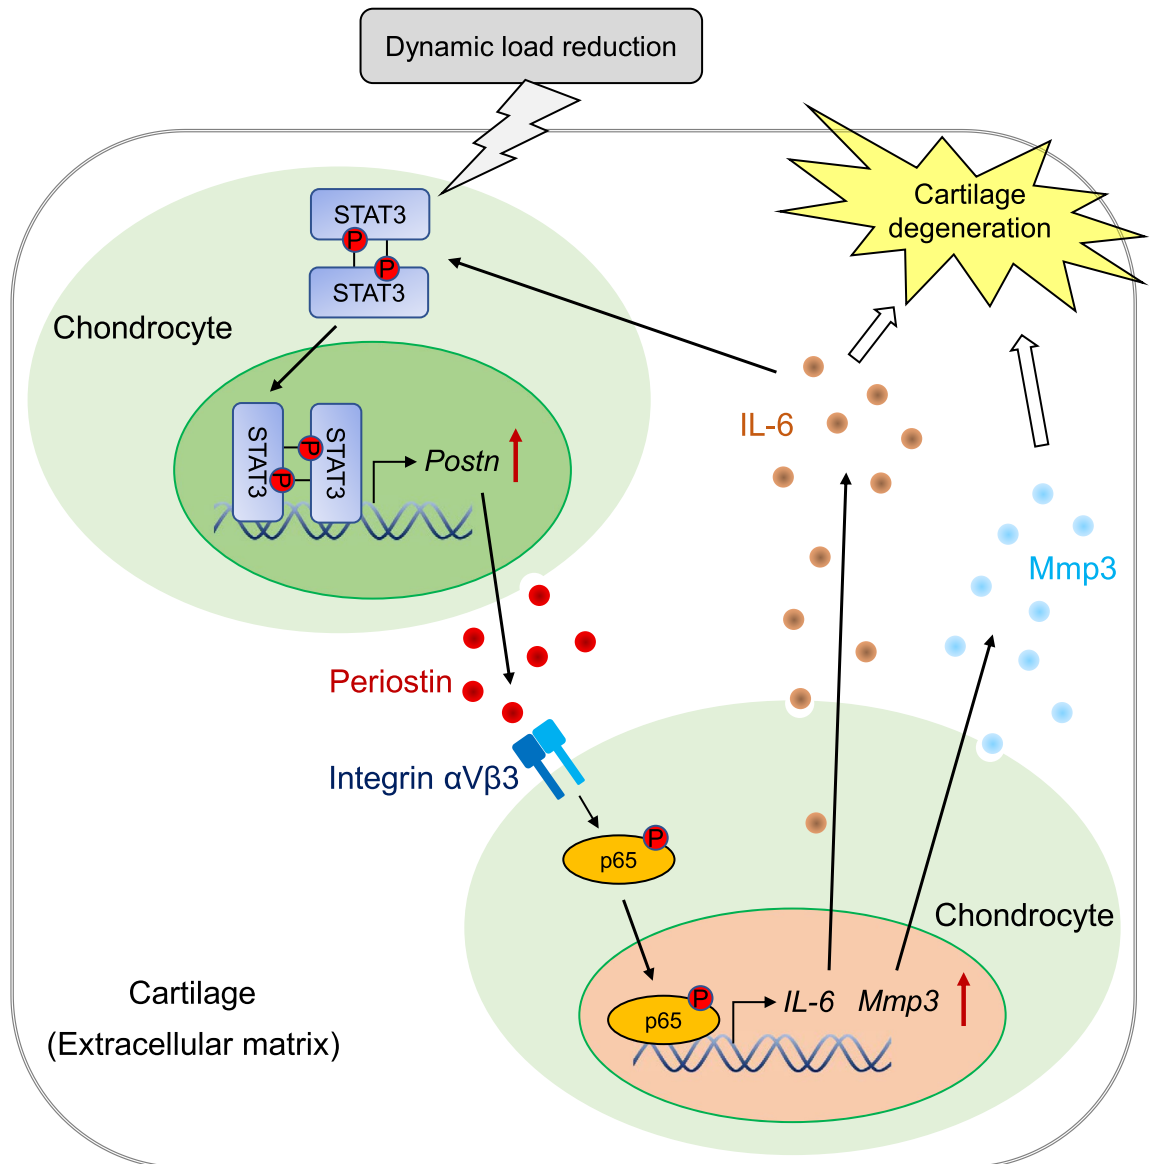 Dynamic load reduction
Cartilage
degeneration
STAT3
P
P
STAT3
Chondrocyte
STAT3
P
P
STAT3
Postn
IL-6
Mmp3
Periostin
Integrin αVβ3
P
p65
Chondrocyte
P
p65
IL-6 Mmp3
Cartilage
(Extracellular matrix)